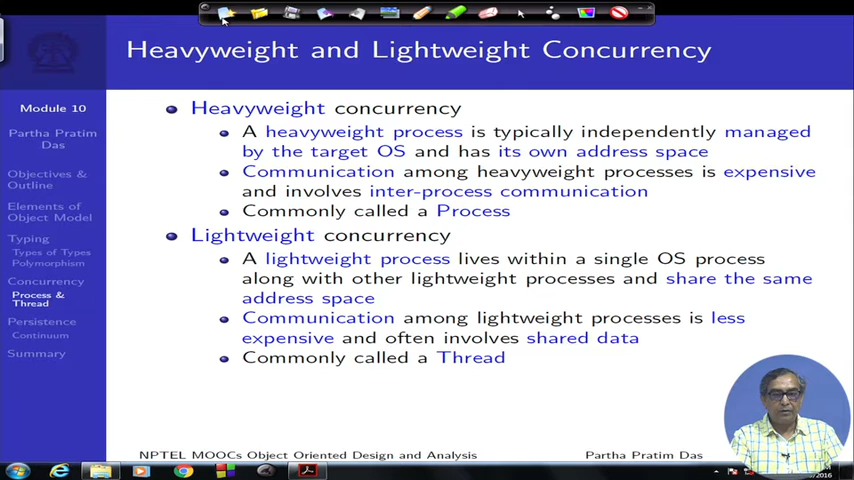 Heavyweight and Lightweight Concurrency
Module 10
Partha Pratim
Das
Objectives &
Outline
Elements of
Object Model
Typing
Types of Types
Polymorphism
Concurrency
Process &
Thread
Persistence
Continuum
Summary
Heavyweight concurrency
A heavyweight process is typically independently managed
by the target OS and has its own address space
Communication among heavyweight processes is expensive
and involves inter-process communication
Commonly called a Process
Lightweight concurrency
A lightweight process lives within a single OS process
along with other lightweight processes and share the same
address space
Communication among lightweight processes is less
expensive and often involves shared data
Commonly called a Thread
NPTEL MOOCs Object Oriented Design and Analysis
Partha Pratim Das